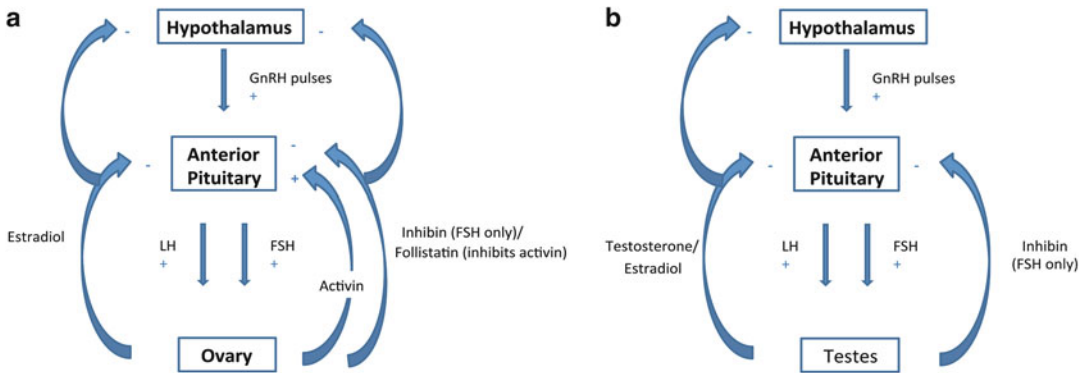 a
Hypothalamus
-
-
GnRH pulses
+
Anterior
Pituitary
-
-
+
Estradiol
LH
+
FSH
+
Inhibin (FSH only)/
Follistatin (inhibits activin)
Activin
Ovary
b
Hypothalamus
-
GnRH pulses
+
Anterior
Pituitary
-
-
Testosterone/
Estradiol
LH
+
FSH
+
Inhibin
(FSH only)
Testes